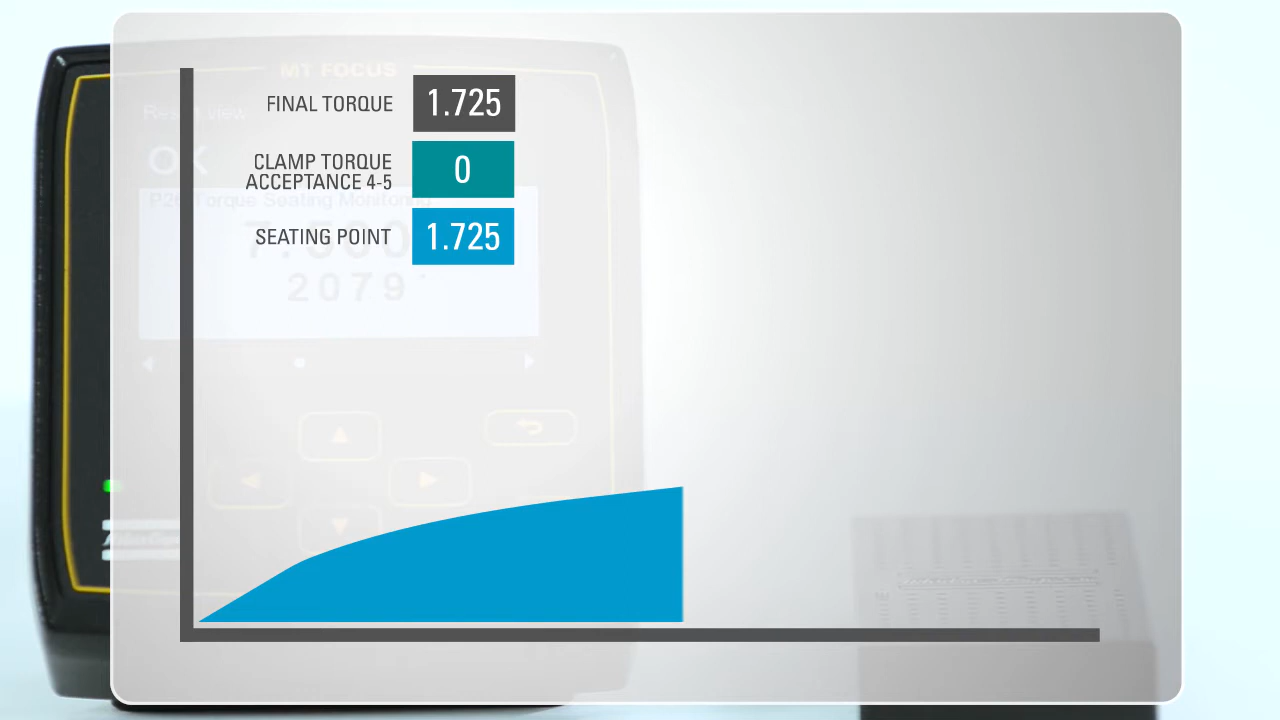 MT FOCUS
FINAL TORQUE 1.725
Result view
CLAMP TORQUE
ACCEPTANCE 4-5 0
OK
Torque Seating Monitoring
SEATING POINT 1.725
2079°